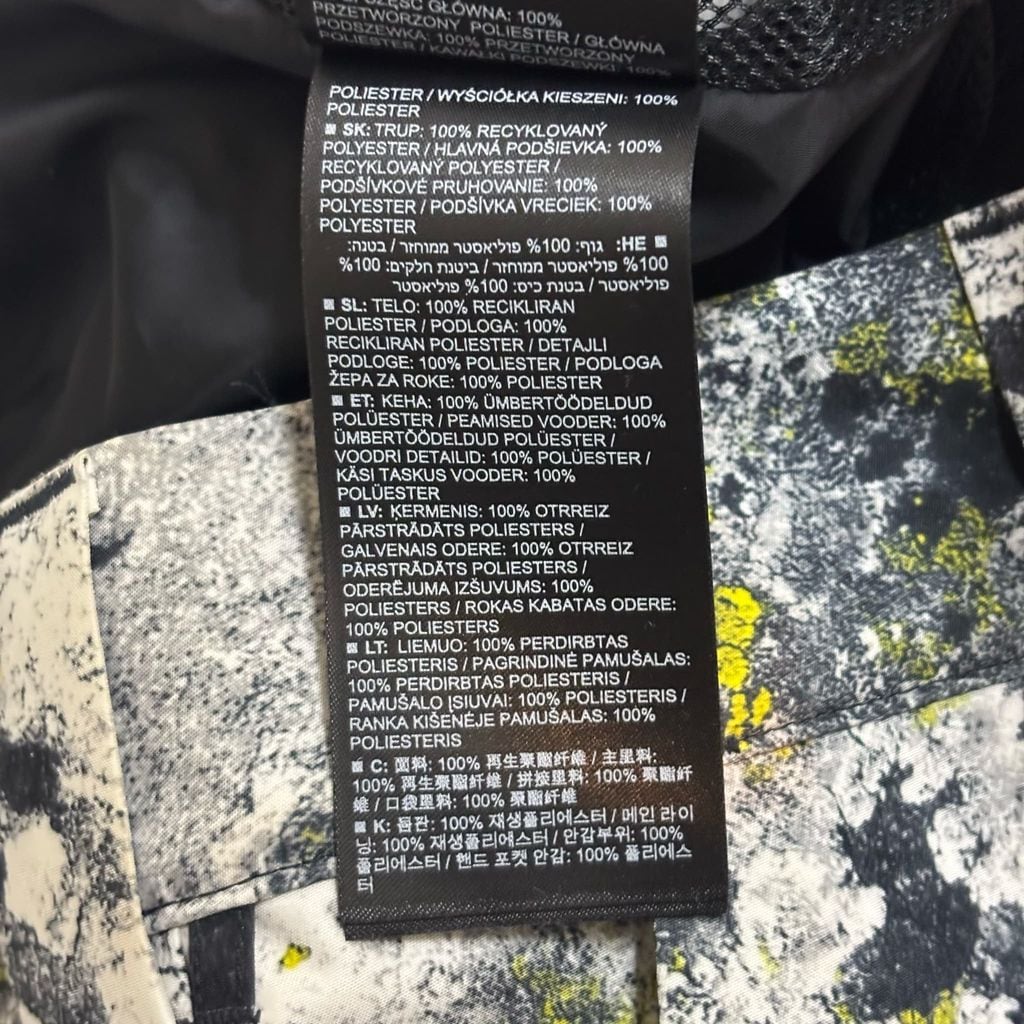 CZĘŚĆ GŁÓWNA: 100%
PRZETWORZONY POLIESTER / GŁÓWNA
PODSZEWKA: 100% PRZETWORZONY
POLIESTER / KAWAŁKI PODSZEWKI: 100%
POLIESTER / WYŚCIÓŁKA KIESZENI: 100%
POLIESTER
SK: TRUP: 100% RECYKLOVANÝ
POLYESTER / HLAVNÁ PODŠIEVKA: 100%
RECYKLOVANÝ POLYESTER /
PODŠÍVKOVÉ PRUHOVANIE: 100%
POLYESTER / PODŠÍVKA VRECIEK: 100%
POLYESTER
HE: גוף: 100% פוליאסטר ממוחזר / בטנה:
100% פוליאסטר ממוחזר / ביטנת חלקים: 100%
פוליאסטר / בטנת כיס: 100% פוליאסטר
SL: TELO: 100% RECIKLIRAN
POLIESTER / PODLOGA: 100%
RECIKLIRAN POLIESTER / DETAJLI
PODLOGE: 100% POLIESTER / PODLOGA
ŽEPA ZA ROKE: 100% POLIESTER
ET: KEHA: 100% ÜMBERTÖÖDELDUD
POLÜESTER / PEAMISED VOODER: 100%
ÜMBERTÖÖDELDUD POLÜESTER /
VOODRI DETAILID: 100% POLÜESTER /
KÄSI TASKUS VOODER: 100%
POLÜESTER
LV: ĶERMENIS: 100% OTRREIZ
PĀRSTRĀDĀTS POLIESTERS /
GALVENAIS ODERE: 100% OTRREIZ
PĀRSTRĀDĀTS POLIESTERS /
ODERĒJUMA IZŠUVUMS: 100%
POLIESTERS / ROKAS KABATAS ODERE:
100% POLIESTERS
LT: LIEMUO: 100% PERDIRBTAS
POLIESTERIS / PAGRINDINĖ PAMUŠALAS:
100% PERDIRBTAS POLIESTERIS /
PAMUŠALO ĮSIUVAI: 100% POLIESTERIS /
RANKA KIŠENĖJE PAMUŠALAS: 100%
POLIESTERIS
C: 面料: 100% 再生聚酯纤维 / 主里料:
100% 再生聚酯纤维 / 拼接里料: 100% 聚酯纤
维 / 口袋里料: 100% 聚酯纤维
K: 몸판: 100% 재생폴리에스터 / 메인 라이
닝: 100% 재생폴리에스터 / 안감부위: 100%
폴리에스터 / 핸드 포켓 안감: 100% 폴리에스
터